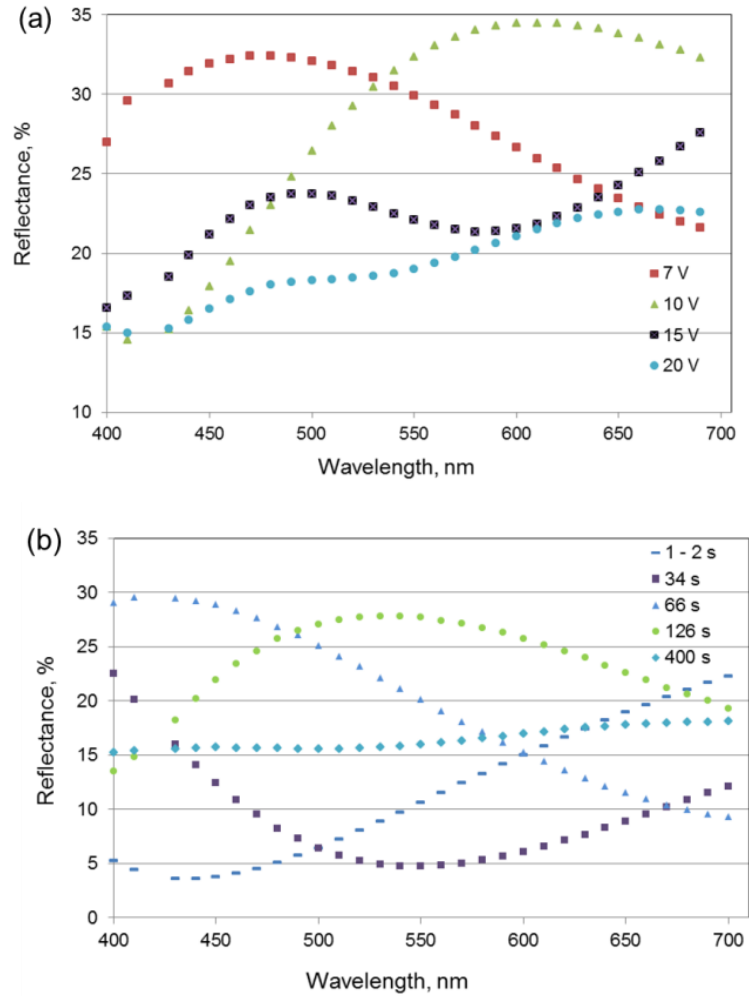 (a)
35
30
25
20
15
10
Reflectance, %
7 V
10 V
15 V
20 V
400 450 500 550 600 650 700
Wavelength, nm
(b)
35
30
25
20
15
10
5
0
Reflectance, %
1 - 2 s
34 s
66 s
126 s
400 s
400 450 500 550 600 650 700
Wavelength, nm